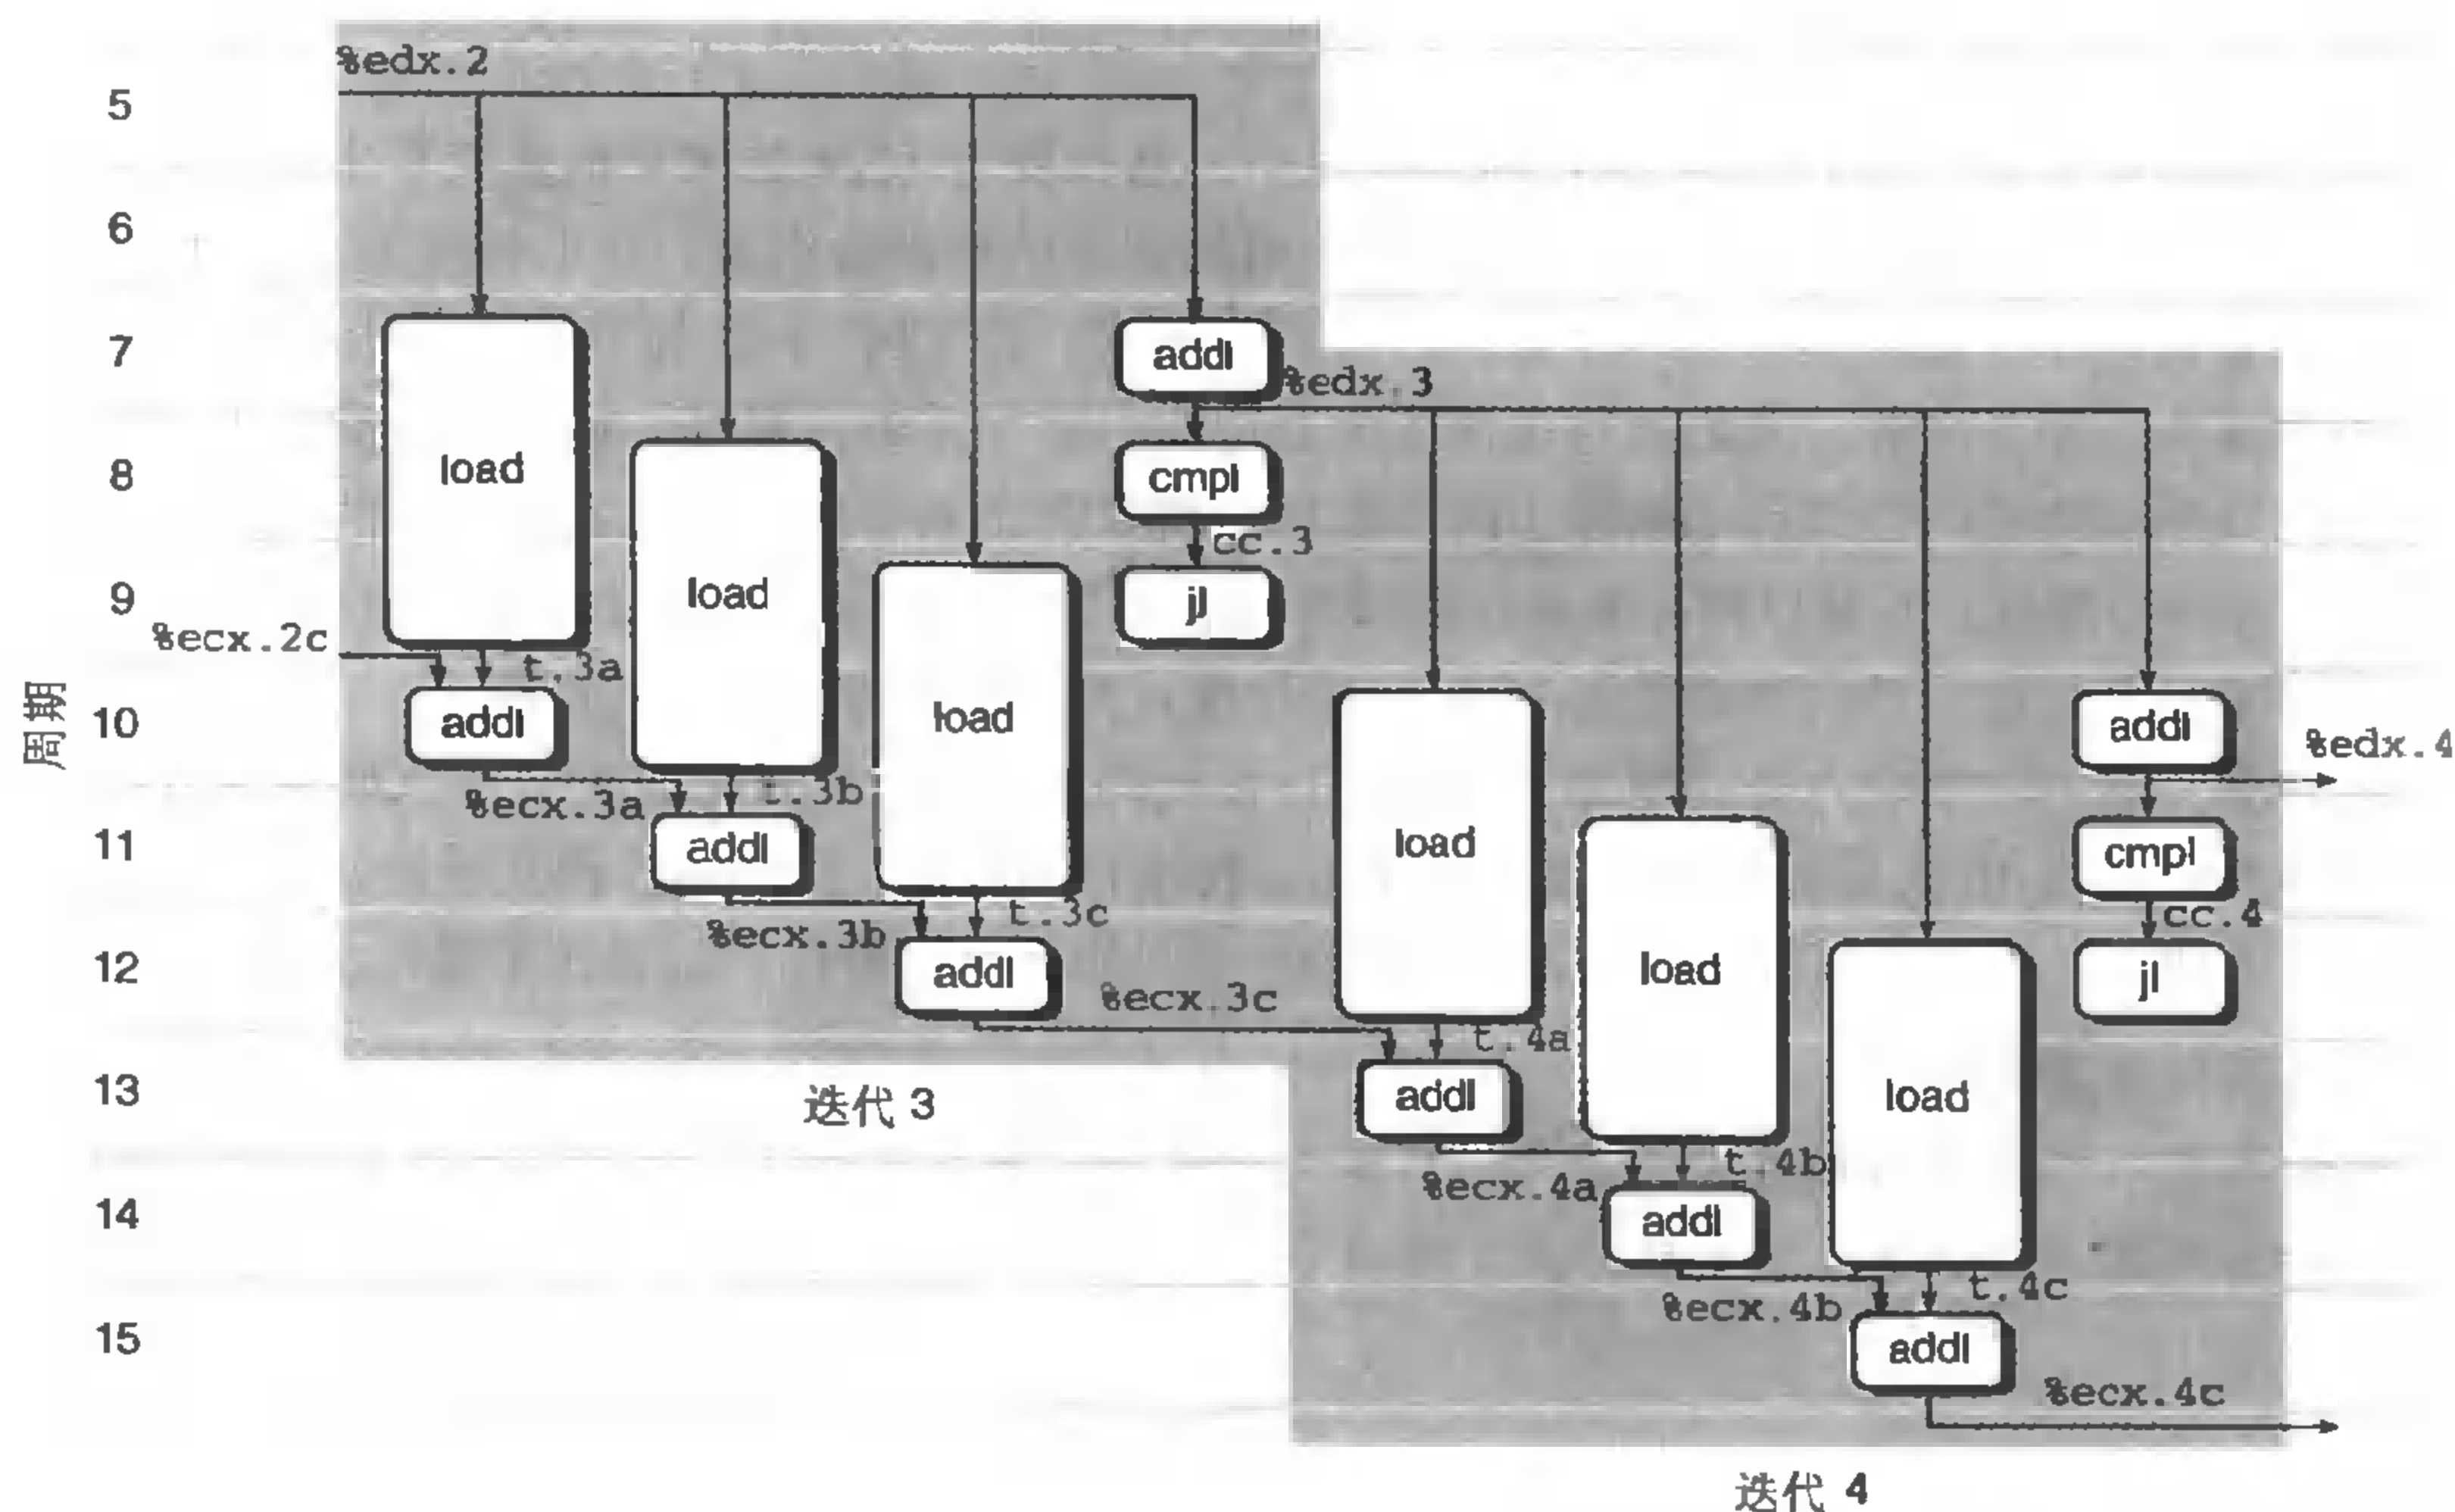 %edx.2
5
6
7
addl
%edx.3
load
8
cmpl
cc.3
load
9
jl
%ecx.2c
t.3a
周期
10
addl
load
addl
%edx.4
%ecx.3a
t.3b
11
addl
load
cmpl
%ecx.3b
t.3c
cc.4
12
addl
load
jl
%ecx.3c
t.4a
13
迭代 3
addl
load
%ecx.4a
t.4b
14
addl
%ecx.4b
t.4c
15
addl
%ecx.4c
迭代 4